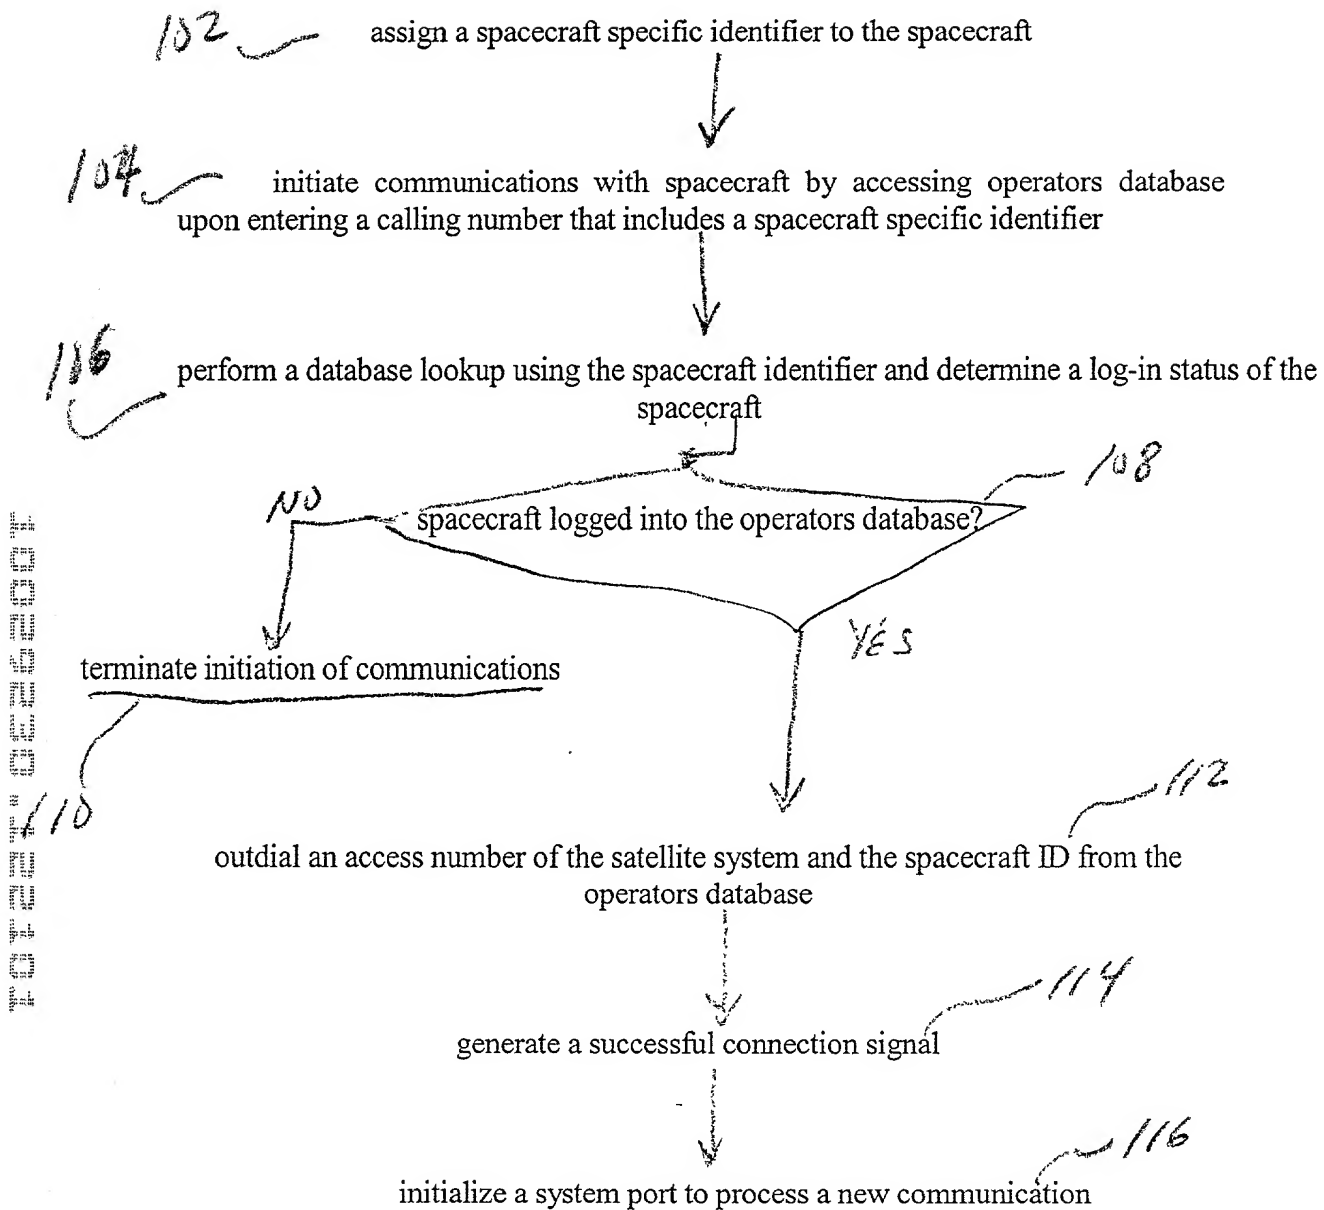 102 assign a spacecraft specific identifier to the spacecraft
104 initiate communications with spacecraft by accessing operators database
upon entering a calling number that includes a spacecraft specific identifier
106 perform a database lookup using the spacecraft identifier and determine a log-in status of the
spacecraft
108
NO
spacecraft logged into the operators database?
YES
terminate initiation of communications
110
112
outdial an access number of the satellite system and the spacecraft ID from the
operators database
114
generate a successful connection signal
116
initialize a system port to process a new communication